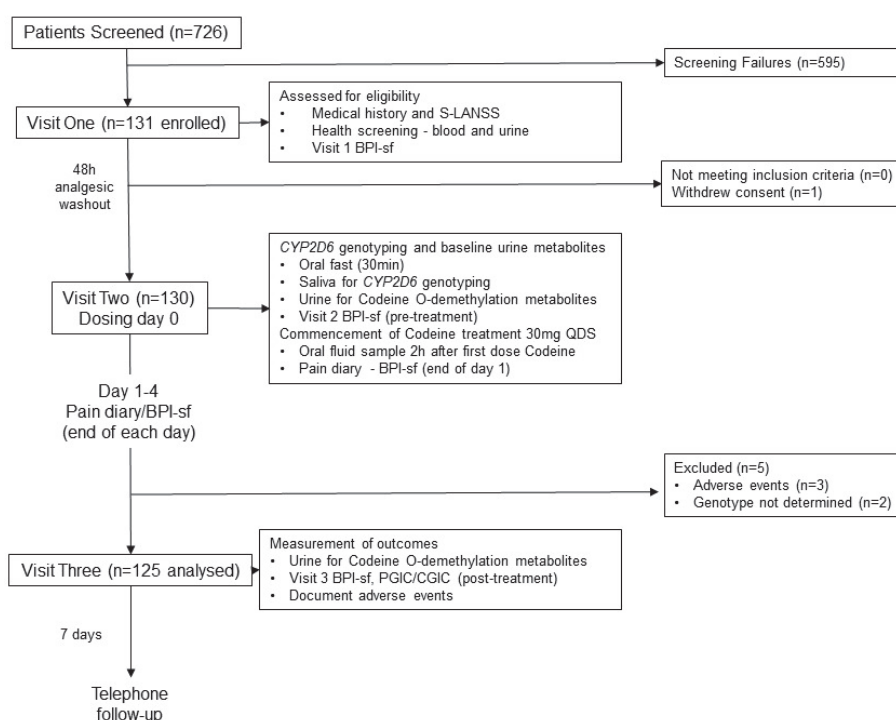 Patients Screened (n=726)
Screening Failures (n=595)
Visit One (n=131 enrolled)
Assessed for eligibility
• Medical history and S-LANSS
• Health screening - blood and urine
• Visit 1 BPI-sf
48h
analgesic
washout
Not meeting inclusion criteria (n=0)
Withdrew consent (n=1)
Visit Two (n=130)
Dosing day 0
CYP2D6 genotyping and baseline urine metabolites
• Oral fast (30min)
• Saliva for CYP2D6 genotyping
• Urine for Codeine O-demethylation metabolites
• Visit 2 BPI-sf (pre-treatment)
Commencement of Codeine treatment 30mg QDS
• Oral fluid sample 2h after first dose Codeine
• Pain diary - BPI-sf (end of day 1)
Day 1-4
Pain diary/BPI-sf
(end of each day)
Excluded (n=5)
• Adverse events (n=3)
• Genotype not determined (n=2)
Visit Three (n=125 analysed)
Measurement of outcomes
• Urine for Codeine O-demethylation metabolites
• Visit 3 BPI-sf, PGIC/CGIC (post-treatment)
• Document adverse events
7 days
Telephone
follow-up